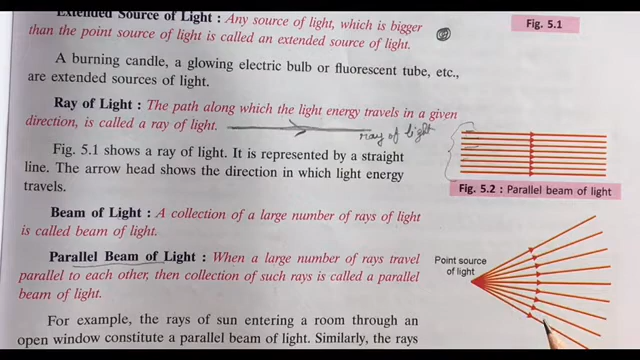 Extended Source of Light : Any source of light, which is bigger
than the point source of light is called an extended source of light.
Fig. 5.1
A burning candle, a glowing electric bulb or fluorescent tube, etc.,
are extended sources of light.
Ray of Light : The path along which the light energy travels in a given
direction, is called a ray of light.
ray of light
Fig. 5.1 shows a ray of light. It is represented by a straight
line. The arrow head shows the direction in which light energy
travels.
Fig. 5.2 : Parallel beam of light
Beam of Light : A collection of a large number of rays of light
is called beam of light.
Parallel Beam of Light : When a large number of rays travel
parallel to each other, then collection of such rays is called a parallel
beam of light.
Point source
of light
For example, the rays of sun entering a room through an
open window constitute a parallel beam of light. Similarly, the rays